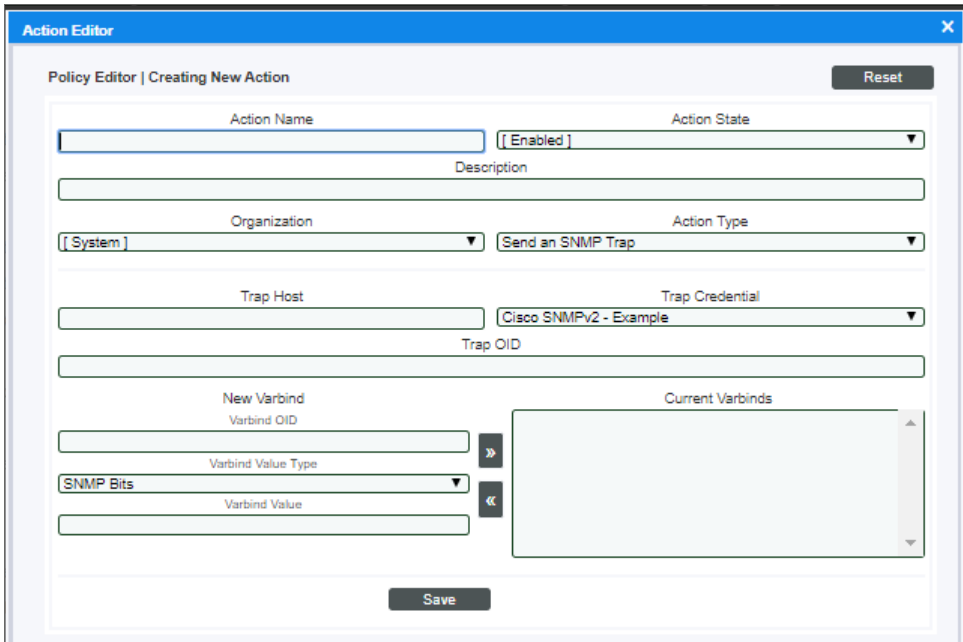 Action Editor
Policy Editor | Creating New Action
Reset
Action Name
Action State
[ Enabled ]
Description
Organization
Action Type
[ System ]
Send an SNMP Trap
Trap Host
Trap Credential
Cisco SNMPv2 - Example
Trap OID
New Varbind
Current Varbinds
Varbind OID
»
Varbind Value Type
SNMP Bits
«
Varbind Value
Save